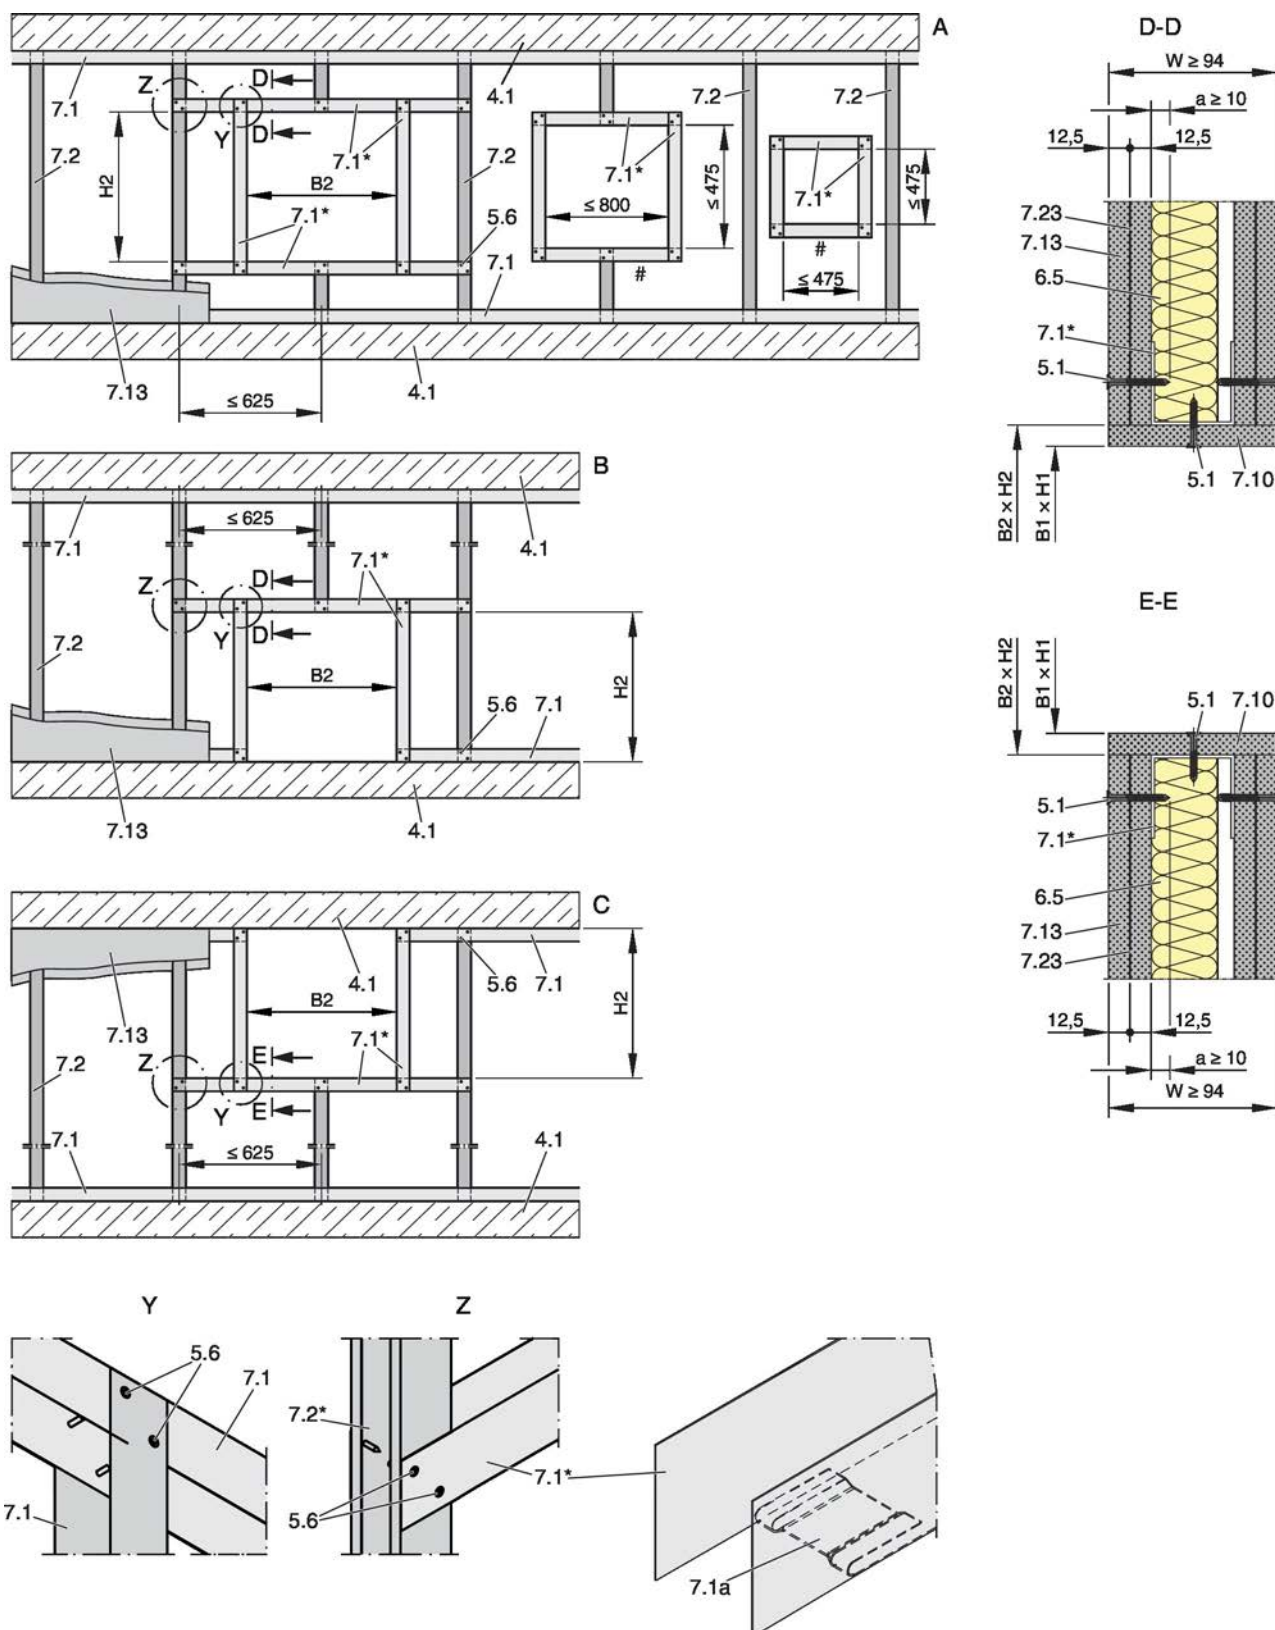 A
7.1
Z
D
4.1
7.2
7.2
7.2
H2
Y
D
7.1*
B2
7.1*
7.2
5.6
7.1
7.1*
≤ 800
≤ 475
#
7.1*
≤ 475
#
≤ 475
7.13
≤ 625
4.1
B
7.1
≤ 625
4.1
Z
D
7.1*
7.2
Y
D
B2
H2
5.6
7.1
7.13
4.1
C
7.13
4.1
5.6
7.1
B2
H2
7.2
Z
E
7.1*
Y
E
7.1
≤ 625
4.1
D-D
W ≥ 94
a ≥ 10
12,5
12,5
7.23
7.13
6.5
7.1*
5.1
B2 × H2
B1 × H1
5.1
7.10
E-E
B2 × H2
B1 × H1
5.1
7.10
5.1
7.1*
6.5
7.13
7.23
12,5
12,5
a ≥ 10
W ≥ 94
Y
5.6
7.1
7.1
Z
7.2*
5.6
7.1*
7.1a